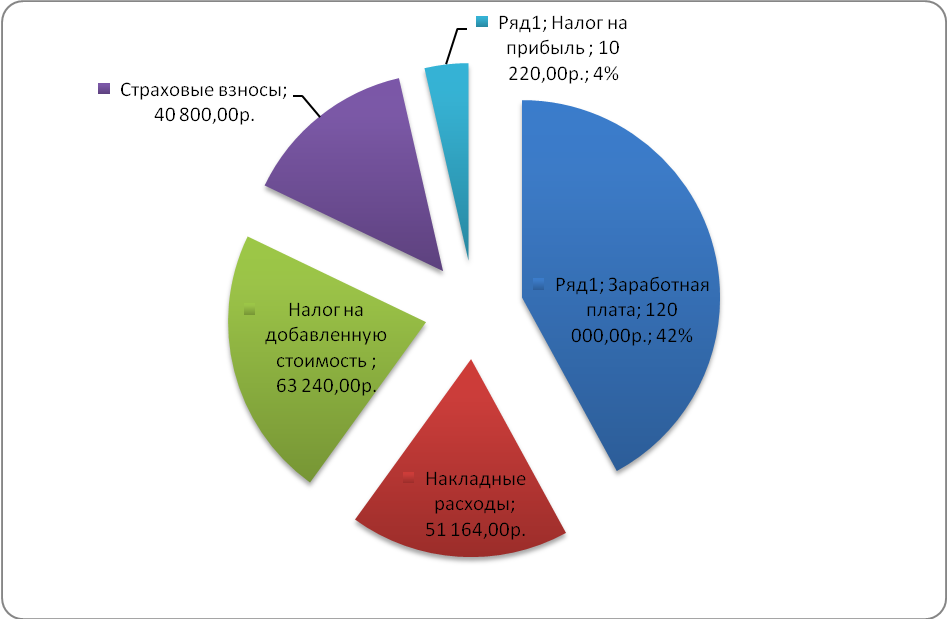 Ряд1; Налог на
прибыль ; 10
220,00р.; 4%
Страховые взносы;
40 800,00р.
Ряд1; Заработная
плата; 120
000,00р.; 42%
Налог на
добавленную
стоимость ;
63 240,00р.
Накладные
расходы;
51 164,00р.